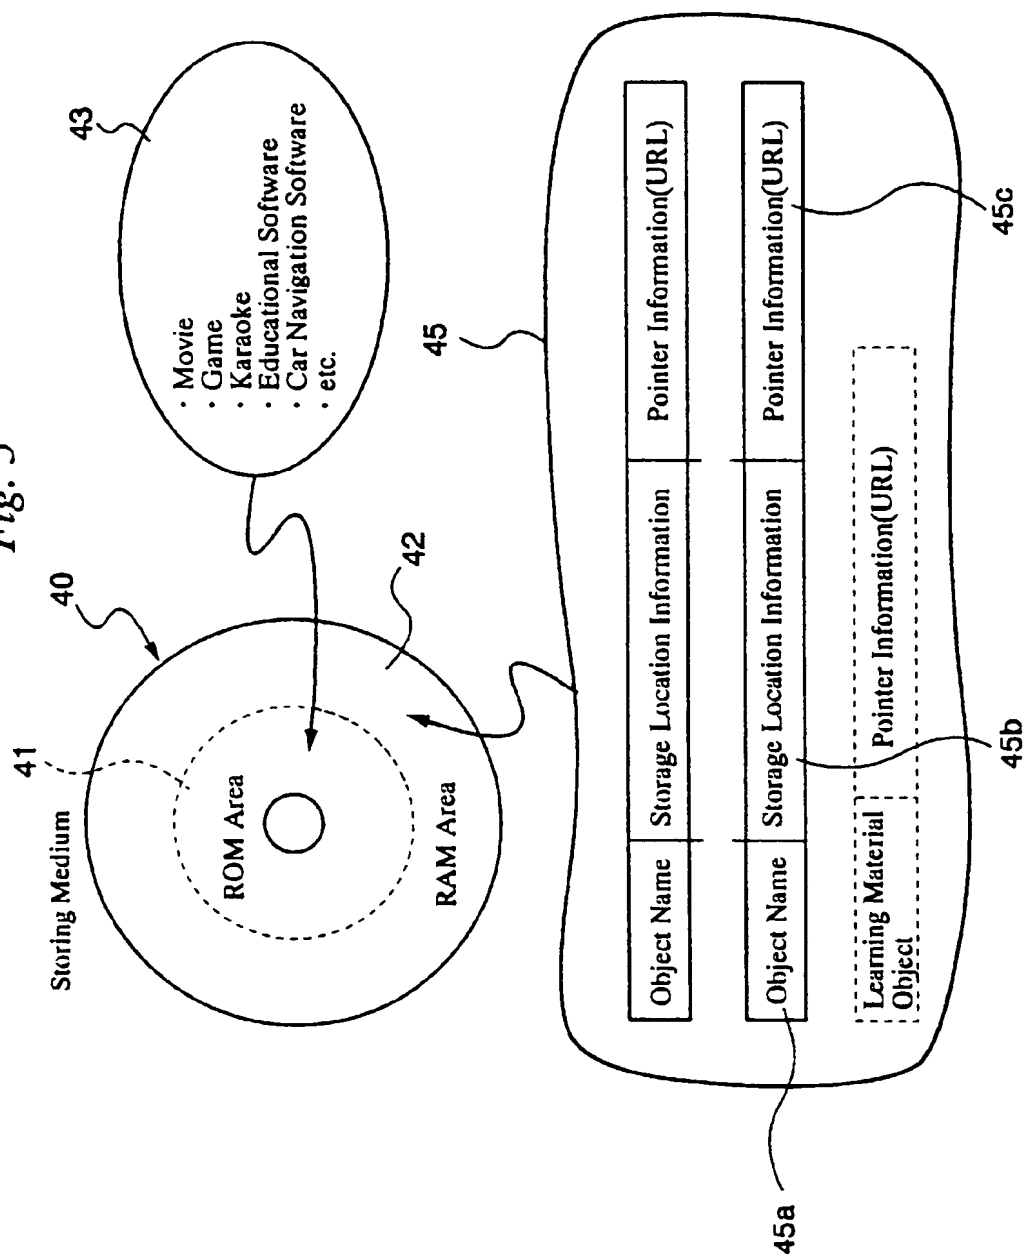 Fig.
Storing Medium
40
41
43
ROM Area
RAM Area
42
· Movie
· Game
· Karaoke
· Educational Software
· Car Navigation Software
· etc.
45
Object Name
Storage Location Information
Pointer Information(URL)
Object Name
Storage Location Information
Pointer Information(URL)
Learning Material
Object
Pointer Information(URL)
45a
45b
45c